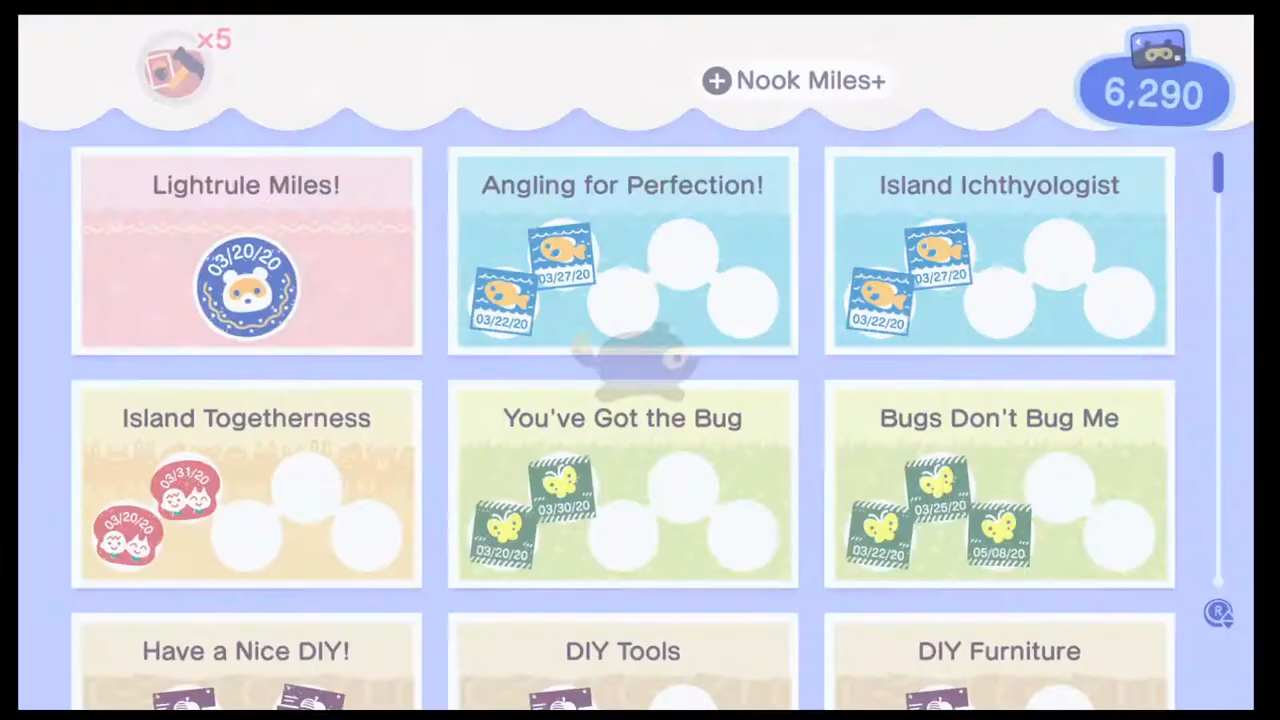 ×5
Nook Miles+
6,290
Lightrule Miles!
Angling for Perfection!
Island Ichthyologist
03/20/20
03/27/20
03/22/20
03/27/20
03/22/20
Island Togetherness
You've Got the Bug
Bugs Don't Bug Me
03/31/20
03/20/20
03/30/20
03/20/20
03/25/20
03/22/20
05/08/20
R
Have a Nice DIY!
DIY Tools
DIY Furniture